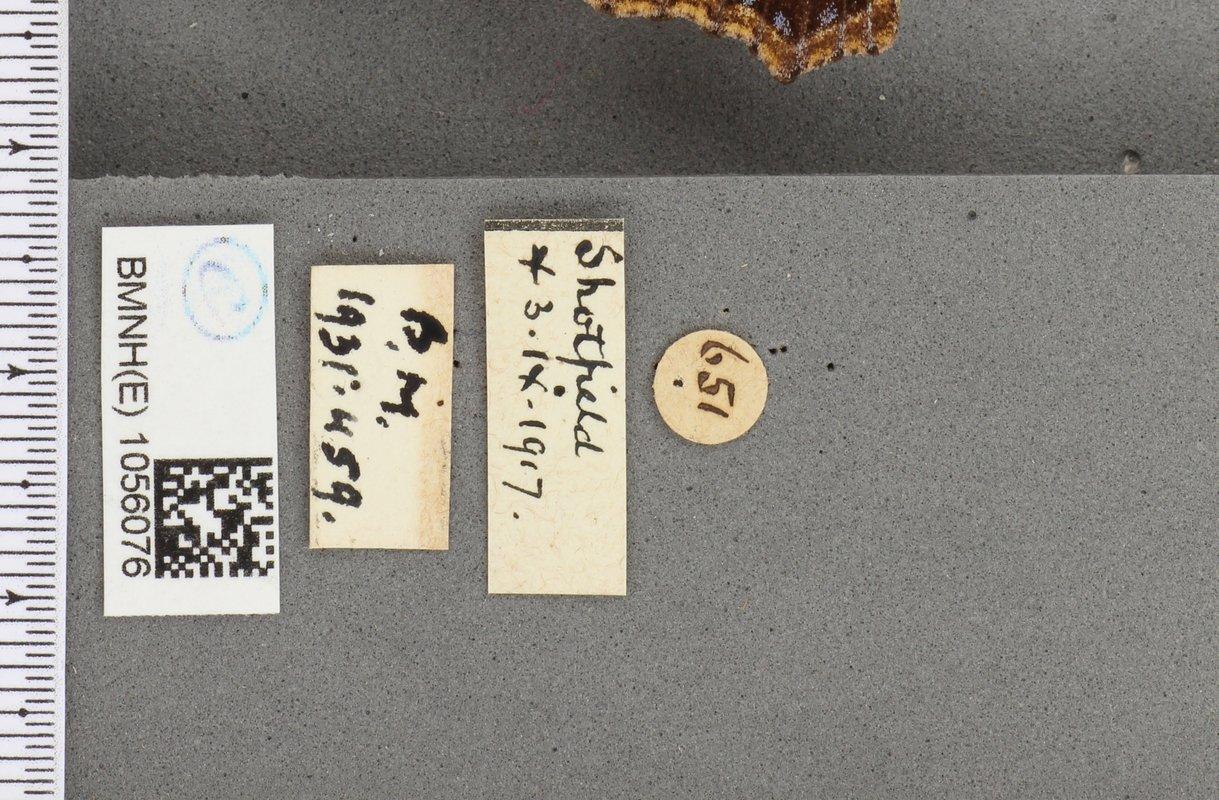 BMNH(E) 1056076
B.M.
1931.459.
Shotfield
* 3.IX.1917.
651